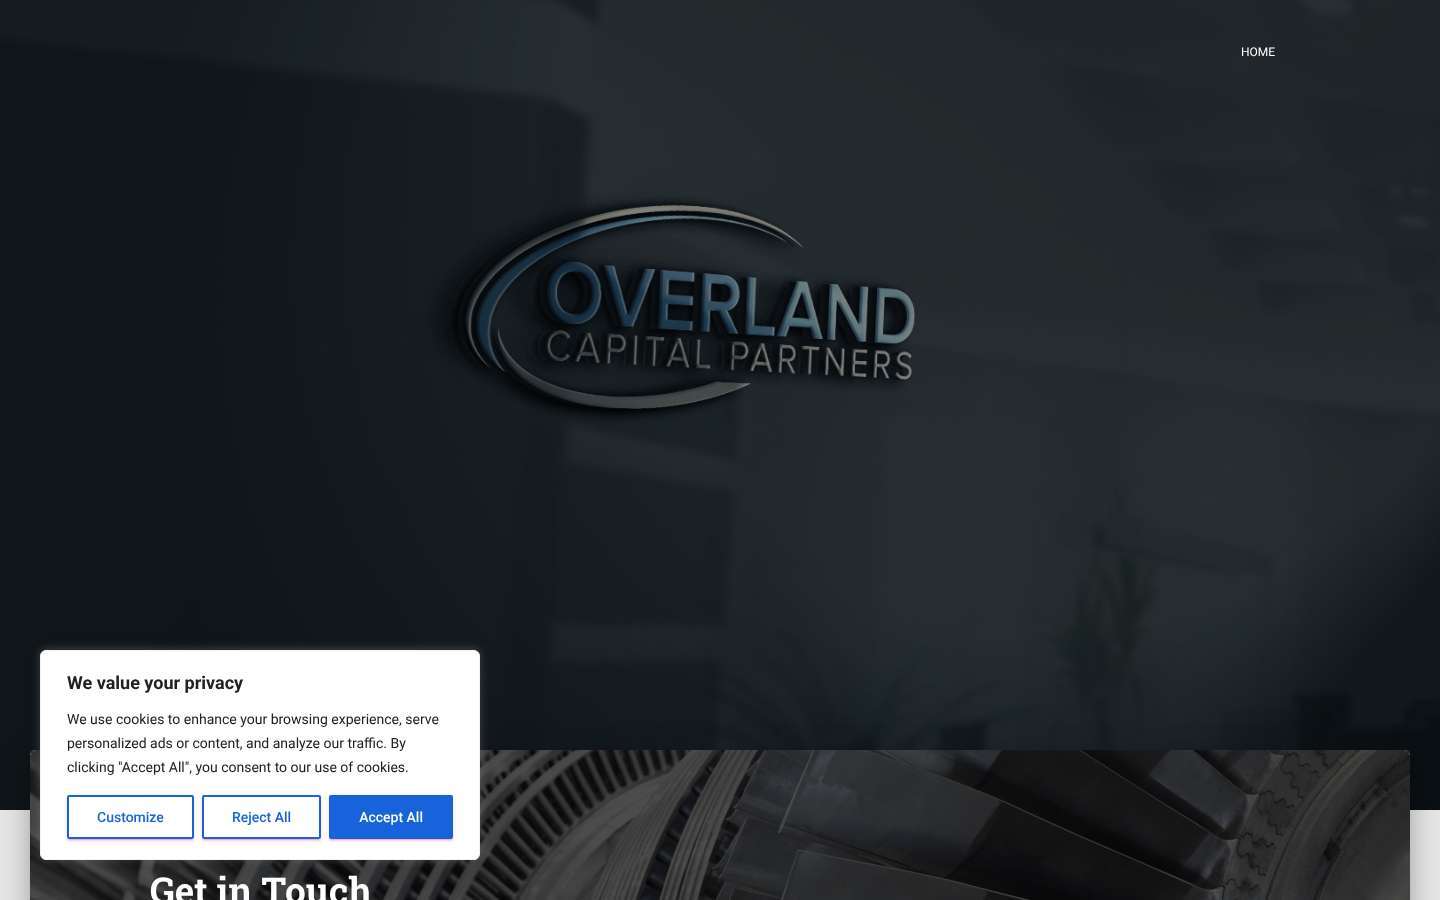 HOME
OVERLAND
CAPITAL PARTNERS
We value your privacy
We use cookies to enhance your browsing experience, serve
personalized ads or content, and analyze our traffic. By
clicking "Accept All", you consent to our use of cookies.
Customize
Reject All
Accept All
Get in Touch